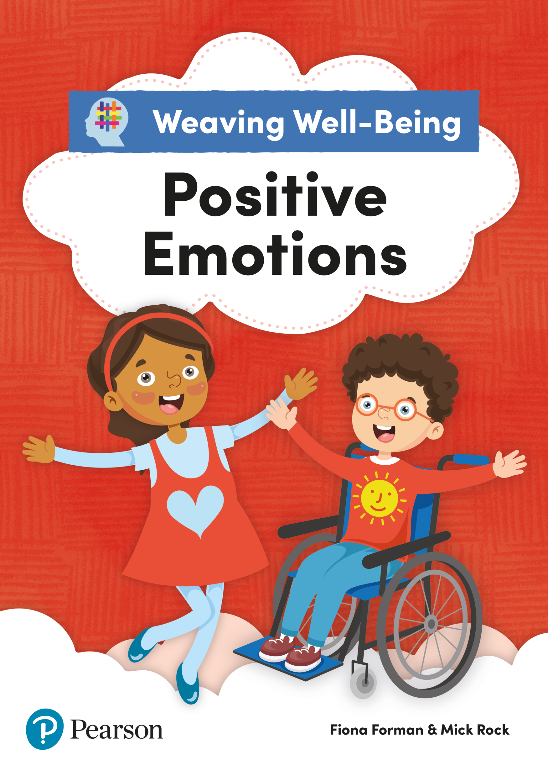 Weaving Well-Being
Positive
Emotions
Pearson
Fiona Forman & Mick Rock